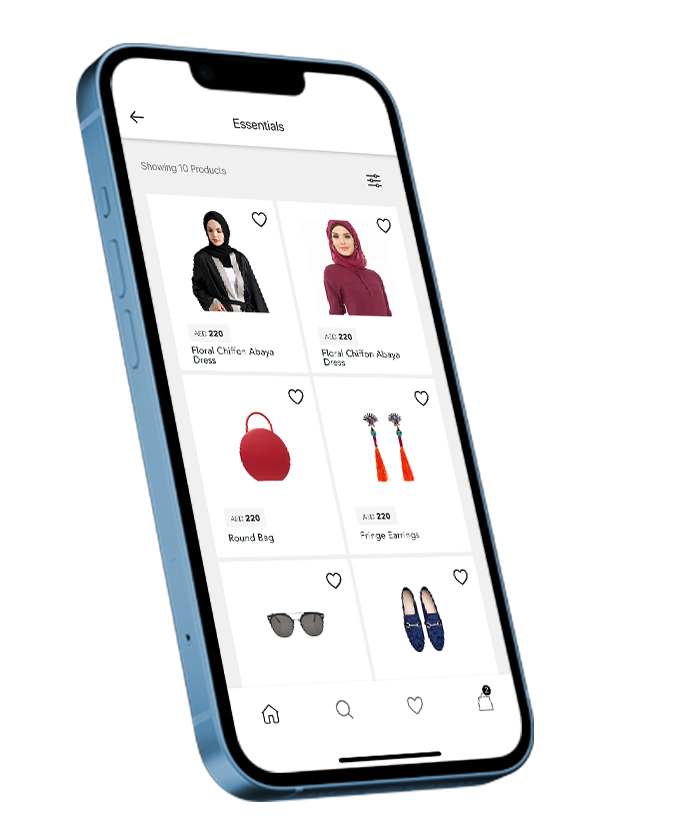 Essentials
Showing 10 Products
AED 220
Floral Chiffon Abaya
Dress
AED 220
Floral Chiffon Abaya
Dress
AED 220
Round Bag
AED 220
Fringe Earrings
2